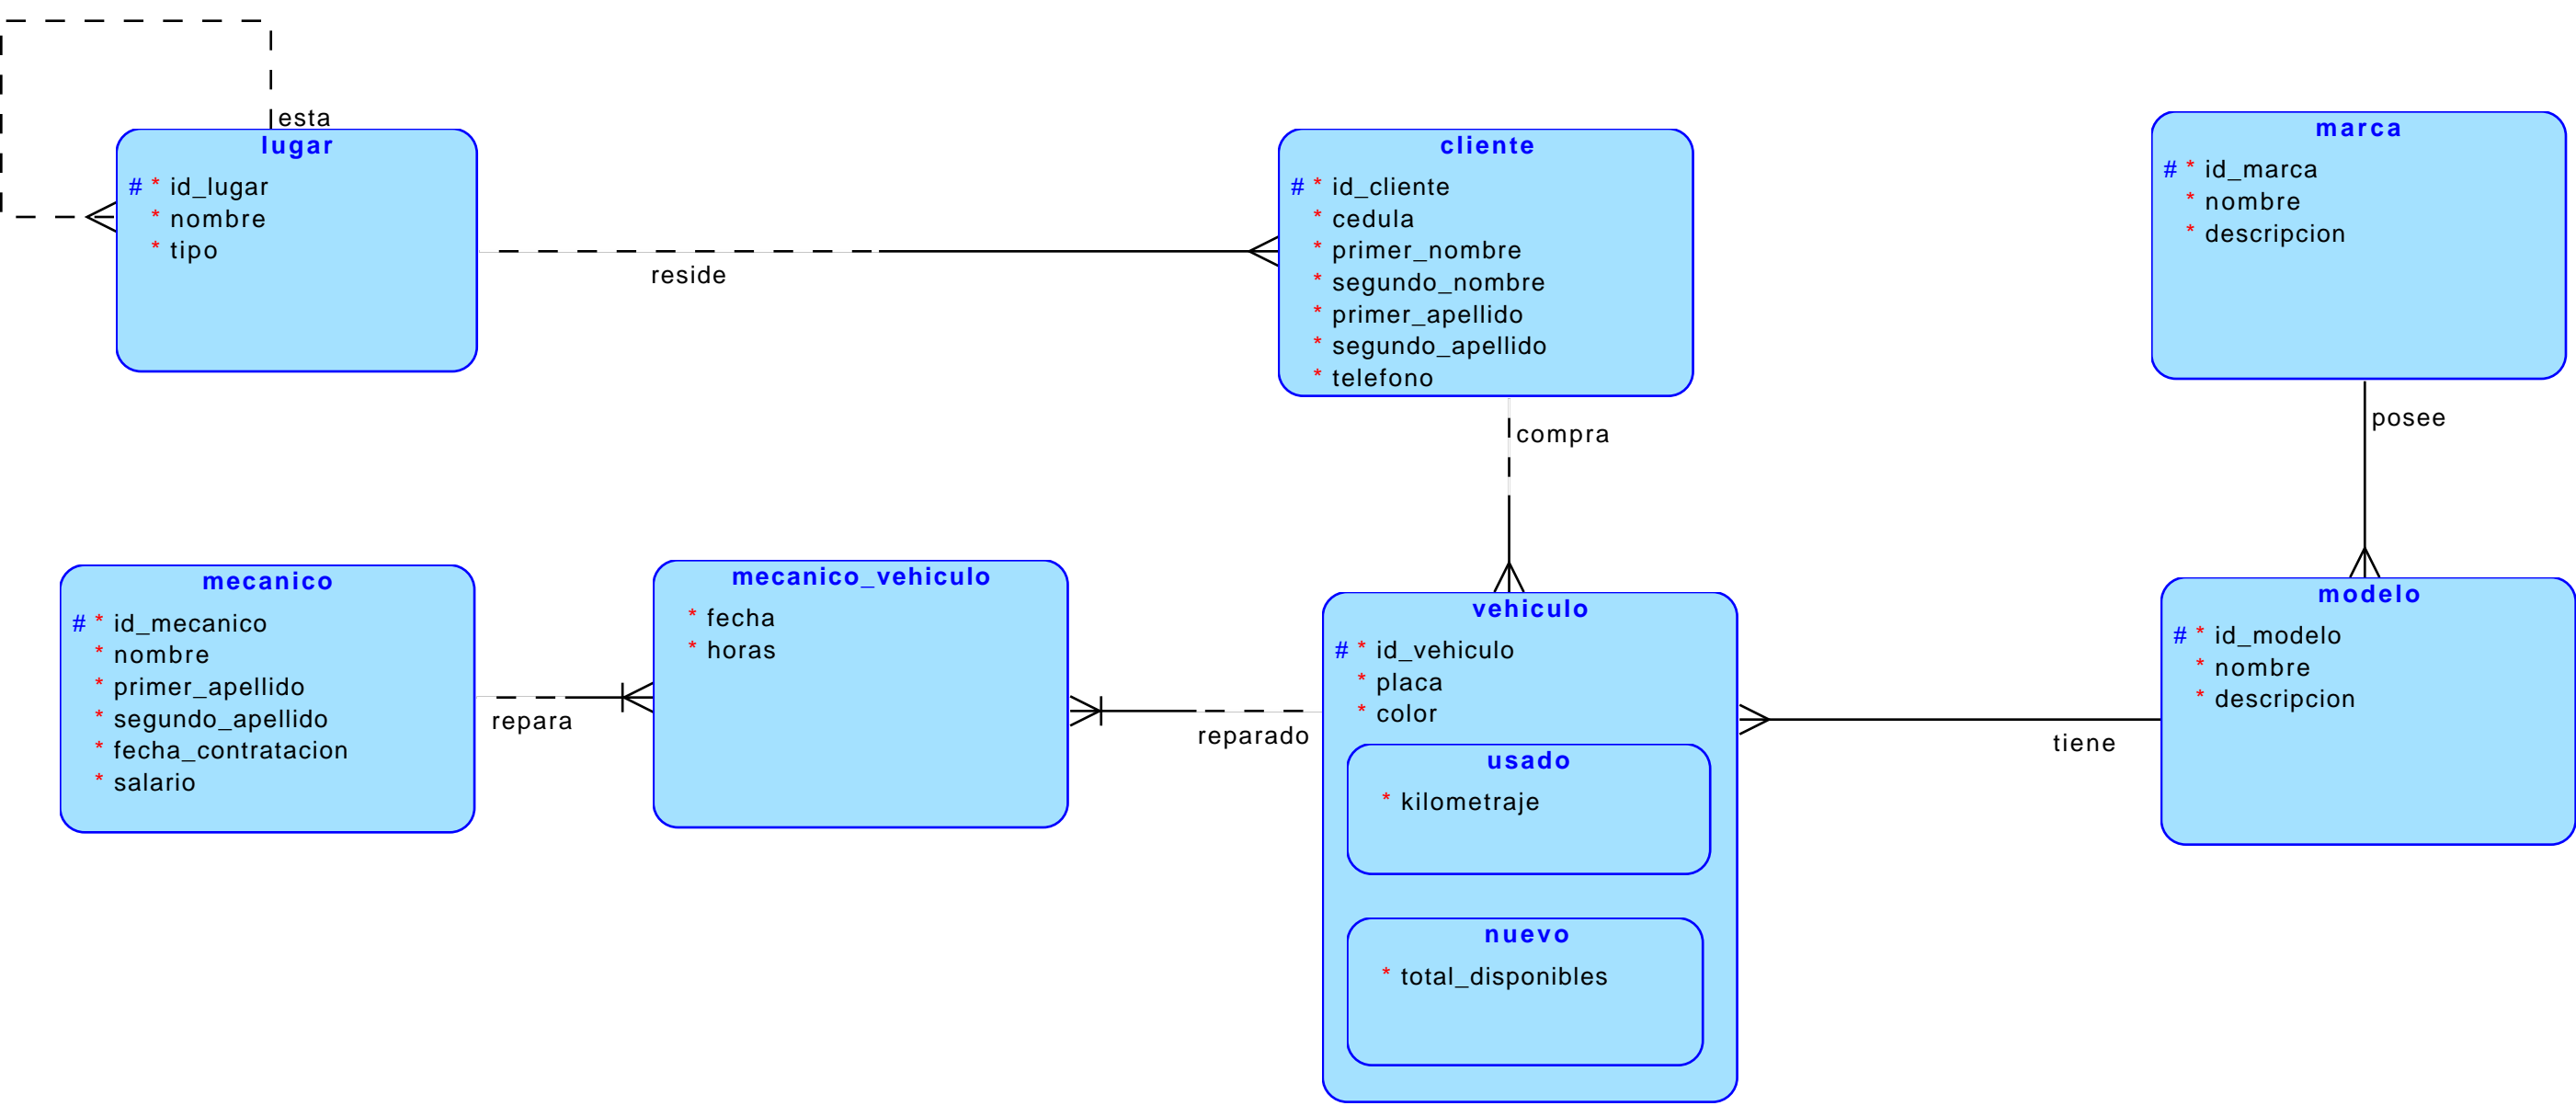 esta
lugar
# * id_lugar
* nombre
* tipo
reside
cliente
# * id_cliente
* cedula
* primer_nombre
* segundo_nombre
* primer_apellido
* segundo_apellido
* telefono
marca
# * id_marca
* nombre
* descripcion
compra
posee
mecanico
# * id_mecanico
* nombre
* primer_apellido
* segundo_apellido
* fecha_contratacion
* salario
repara
mecanico_vehiculo
* fecha
* horas
reparado
vehiculo
# * id_vehiculo
* placa
* color
usado
* kilometraje
nuevo
* total_disponibles
tiene
modelo
# * id_modelo
* nombre
* descripcion